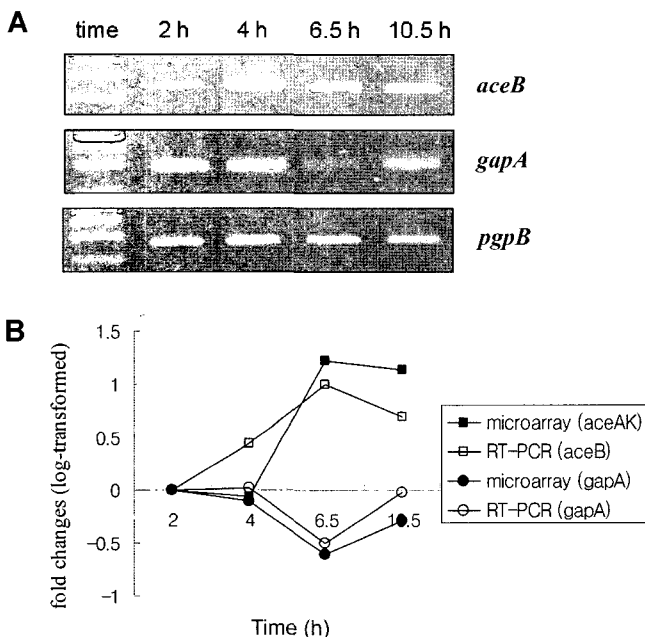 A
time 2 h 4 h 6.5 h 10.5 h
aceB
gapA
pgpB
B
fold changes (log-transformed)
1.5
1
0.5
0
-0.5
-1
2 4 6.5 10.5
Time (h)
microarray (aceAK)
RT-PCR (aceB)
microarray (gapA)
RT-PCR (gapA)